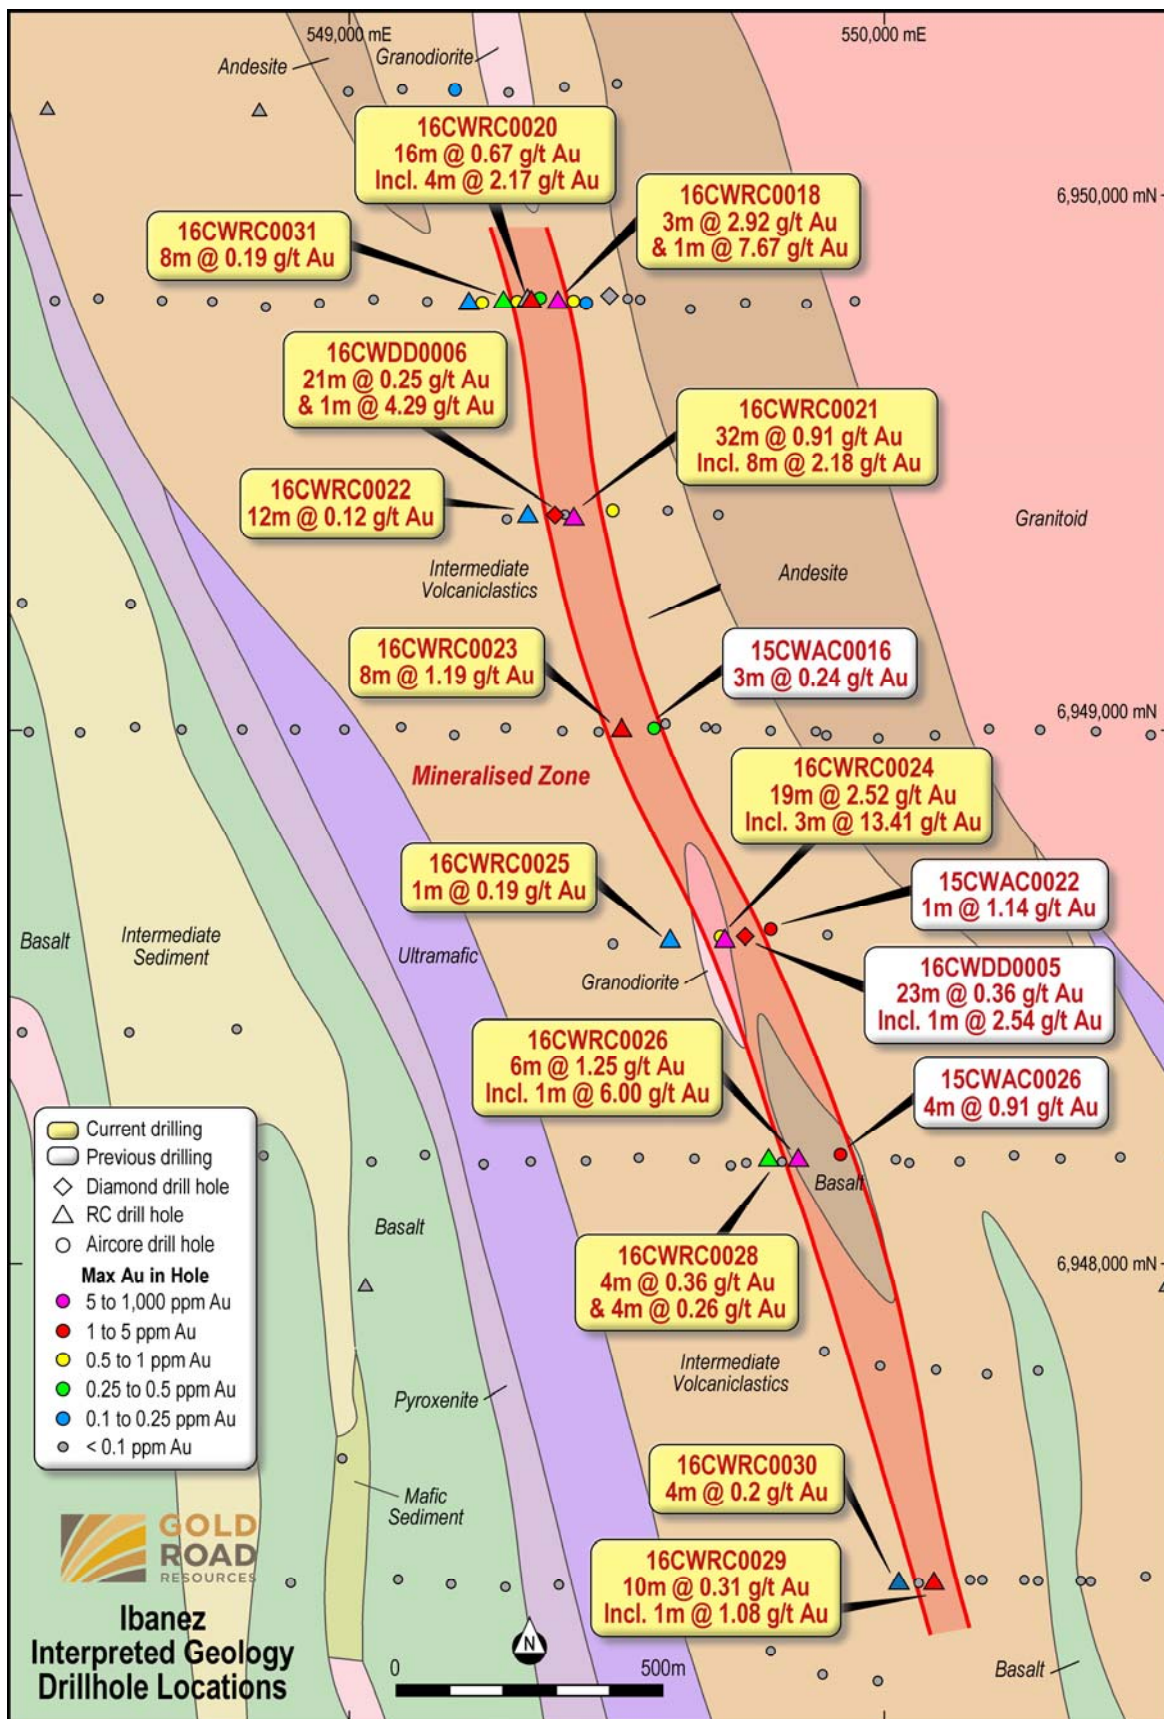 549,000 mE
550,000 mE
Andesite
Granodiorite
16CWRC0020
16m @ 0.67 g/t Au
Incl. 4m @ 2.17 g/t Au
16CWRC0018
3m @ 2.92 g/t Au
& 1m @ 7.67 g/t Au
6,950,000 mN
16CWRC0031
8m @ 0.19 g/t Au
16CWDD0006
21m @ 0.25 g/t Au
& 1m @ 4.29 g/t Au
16CWRC0021
32m @ 0.91 g/t Au
Incl. 8m @ 2.18 g/t Au
16CWRC0022
12m @ 0.12 g/t Au
Granitoid
Intermediate
Volcaniclastics
Andesite
16CWRC0023
8m @ 1.19 g/t Au
15CWAC0016
3m @ 0.24 g/t Au
6,949,000 mN
Mineralised Zone
16CWRC0024
19m @ 2.52 g/t Au
Incl. 3m @ 13.41 g/t Au
16CWRC0025
1m @ 0.19 g/t Au
15CWAC0022
1m @ 1.14 g/t Au
Basalt
Intermediate
Sediment
Ultramafic
Granodiorite
16CWDD0005
23m @ 0.36 g/t Au
Incl. 1m @ 2.54 g/t Au
16CWRC0026
6m @ 1.25 g/t Au
Incl. 1m @ 6.00 g/t Au
15CWAC0026
4m @ 0.91 g/t Au
Basalt
Basalt
16CWRC0028
4m @ 0.36 g/t Au
& 4m @ 0.26 g/t Au
6,948,000 mN
Current drilling
Previous drilling
Diamond drill hole
RC drill hole
Aircore drill hole
Max Au in Hole
5 to 1,000 ppm Au
1 to 5 ppm Au
0.5 to 1 ppm Au
0.25 to 0.5 ppm Au
0.1 to 0.25 ppm Au
< 0.1 ppm Au
Intermediate
Volcaniclastics
Pyroxenite
16CWRC0030
4m @ 0.2 g/t Au
Mafic
Sediment
16CWRC0029
10m @ 0.31 g/t Au
Incl. 1m @ 1.08 g/t Au
GOLD
ROAD
RESOURCES
Ibanez
Interpreted Geology
Drillhole Locations
N
0
500m
Basalt